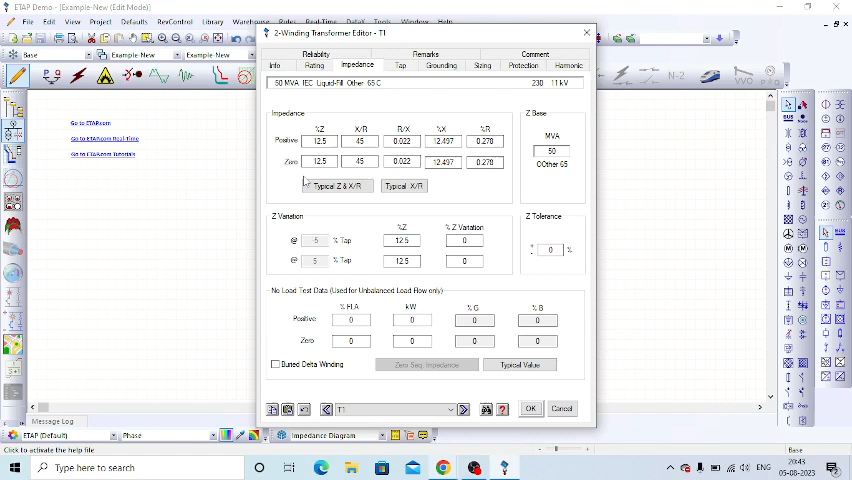 ETAP Demo - Example-New (Edit Mode)]
File Edit View Project Defaults RevControl Library Warehouse Rules Real-Time DataX Tools Window Help
Base Example-New Example-New
2-Winding Transformer Editor - T1
Reliability Remarks Comment
Info Rating Impedance Tap Grounding Sizing Protection Harmonic
50 MVA IEC Liquid-Fill Other 65 C 230 11 kV
Go to ETAP.com
Go to ETAP.com Real-Time
Go to ETAP.com Tutorials
Impedance
%Z X/R R/X %X %R
Positive 12.5 45 0.022 12.497 0.278
Zero 12.5 45 0.022 12.497 0.278
Typical Z & X/R Typical X/R
Z Base
MVA
50
OOther 65
Z Variation
%Z % Z Variation
@ -5 % Tap 12.5 0
@ 5 % Tap 12.5 0
Z Tolerance
+
- 0 %
No Load Test Data (Used for Unbalanced Load Flow only)
% FLA kW % G % B
Positive 0 0 0 0
Zero 0 0 0 0
Buried Delta Winding Zero Seq. Impedance Typical Value
T1 OK Cancel
N-2
VVO
BUS
BUS
Message Log
ETAP (Default) Phase Impedance Diagram
Click to activate the help file Base
Type here to search
ENG 20:43
05-08-2023 2